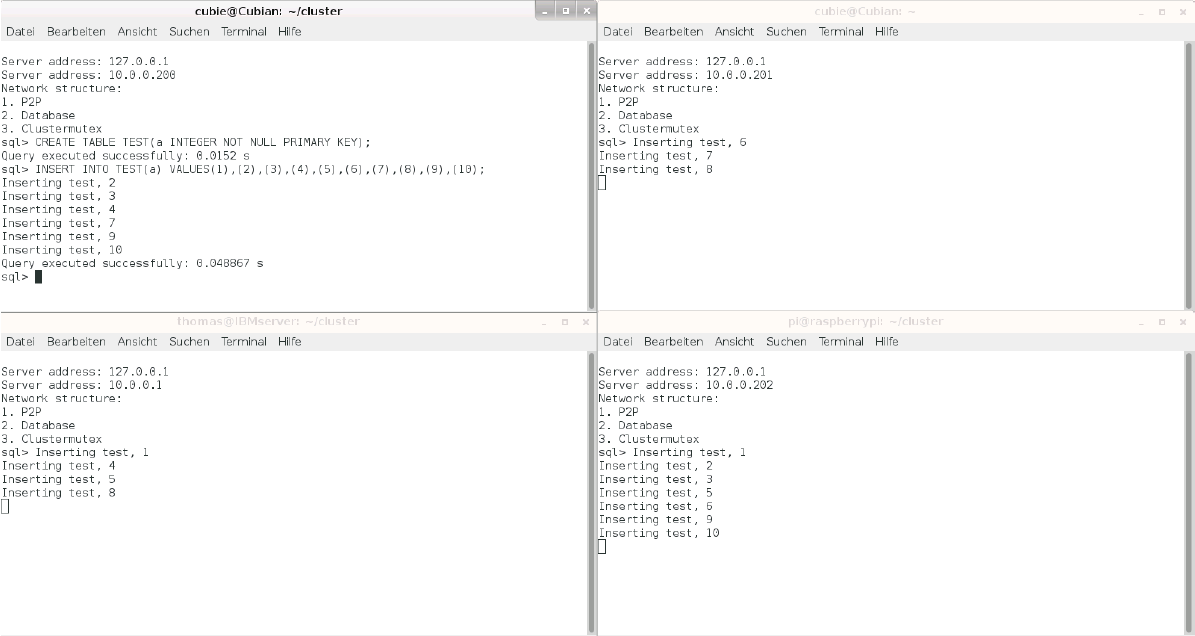 cubie@Cubian: ~/cluster
Datei Bearbeiten Ansicht Suchen Terminal Hilfe
Server address: 127.0.0.1
Server address: 10.0.0.200
Network structure:
1. P2P
2. Database
3. Clustermutex
sql> CREATE TABLE TEST(a INTEGER NOT NULL PRIMARY KEY);
Query executed successfully: 0.0152 s
sql> INSERT INTO TEST(a) VALUES(1),(2),(3),(4),(5),(6),(7),(8),(9),(10);
Inserting test, 2
Inserting test, 3
Inserting test, 4
Inserting test, 7
Inserting test, 9
Inserting test, 10
Query executed successfully: 0.048867 s
sql>
cubie@Cubian: ~
Datei Bearbeiten Ansicht Suchen Terminal Hilfe
Server address: 127.0.0.1
Server address: 10.0.0.201
Network structure:
1. P2P
2. Database
3. Clustermutex
sql> Inserting test, 6
Inserting test, 7
Inserting test, 8
thomas@IBMserver: ~/cluster
Datei Bearbeiten Ansicht Suchen Terminal Hilfe
Server address: 127.0.0.1
Server address: 10.0.0.1
Network structure:
1. P2P
2. Database
3. Clustermutex
sql> Inserting test, 1
Inserting test, 4
Inserting test, 5
Inserting test, 8
pi@raspberrypi: ~/cluster
Datei Bearbeiten Ansicht Suchen Terminal Hilfe
Server address: 127.0.0.1
Server address: 10.0.0.202
Network structure:
1. P2P
2. Database
3. Clustermutex
sql> Inserting test, 1
Inserting test, 2
Inserting test, 3
Inserting test, 5
Inserting test, 6
Inserting test, 9
Inserting test, 10